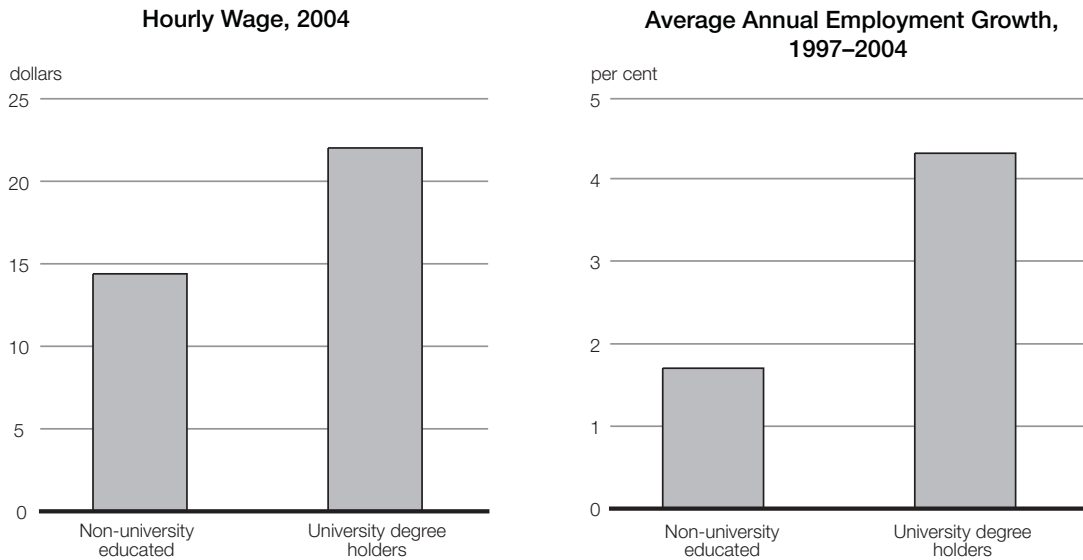 Hourly Wage, 2004
dollars
25
20
15
10
5
0
Non-university
educated
University degree
holders
Average Annual Employment Growth,
1997–2004
per cent
5
4
3
2
1
0
Non-university
educated
University degree
holders